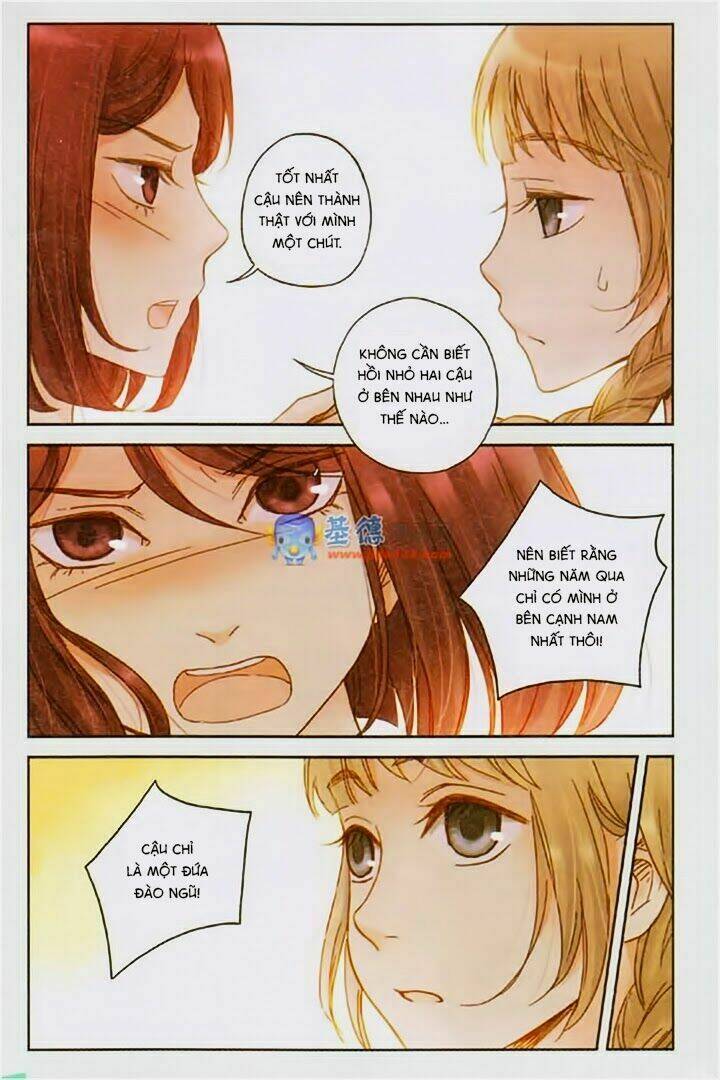 TỐT NHẤT
CẬU NÊN THÀNH
THẬT VỚI MÌNH
MỘT CHÚT.
KHÔNG CẦN BIẾT
HỒI NHỎ HAI CẬU
Ở BÊN NHAU NHƯ
THẾ NÀO...
基德
NÊN BIẾT RẰNG
NHỮNG NĂM QUA
CHỈ CÓ MÌNH Ở
BÊN CẠNH NAM
NHẤT THÔI!
CẬU CHỈ
LÀ MỘT ĐỨA
ĐÀO NGŨ!